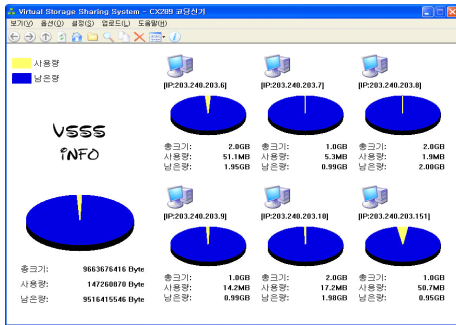 Virtual Storage Sharing System - CX289 코딩신기
보기(V) 옵션(O) 설정(S) 업로드(L) 도움말(H)
사용량
남은량
VSSS
iNFO
총크기: 9663676416 Byte
사용량: 147260870 Byte
남은량: 9516415546 Byte
[IP:203.240.203.6]
총크기: 2.0GB
사용량: 51.1MB
남은량: 1.95GB
[IP:203.240.203.7]
총크기: 1.0GB
사용량: 5.3MB
남은량: 0.99GB
[IP:203.240.203.8]
총크기: 2.0GB
사용량: 1.9MB
남은량: 2.00GB
[IP:203.240.203.9]
총크기: 1.0GB
사용량: 14.2MB
남은량: 0.99GB
[IP:203.240.203.10]
총크기: 2.0GB
사용량: 17.2MB
남은량: 1.98GB
[IP:203.240.203.151]
총크기: 1.0GB
사용량: 50.7MB
남은량: 0.95GB